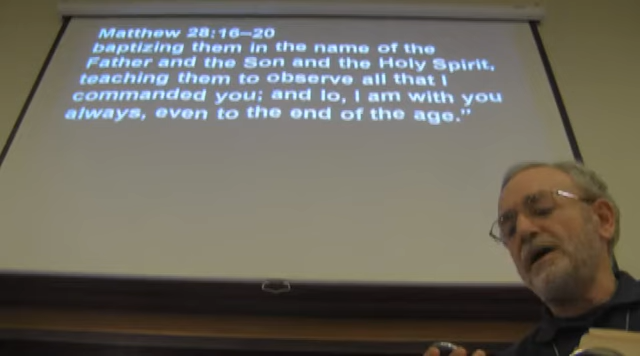 Matthew 28:16–20
baptizing them in the name of the
Father and the Son and the Holy Spirit,
teaching them to observe all that I
commanded you; and lo, I am with you
always, even to the end of the age.”